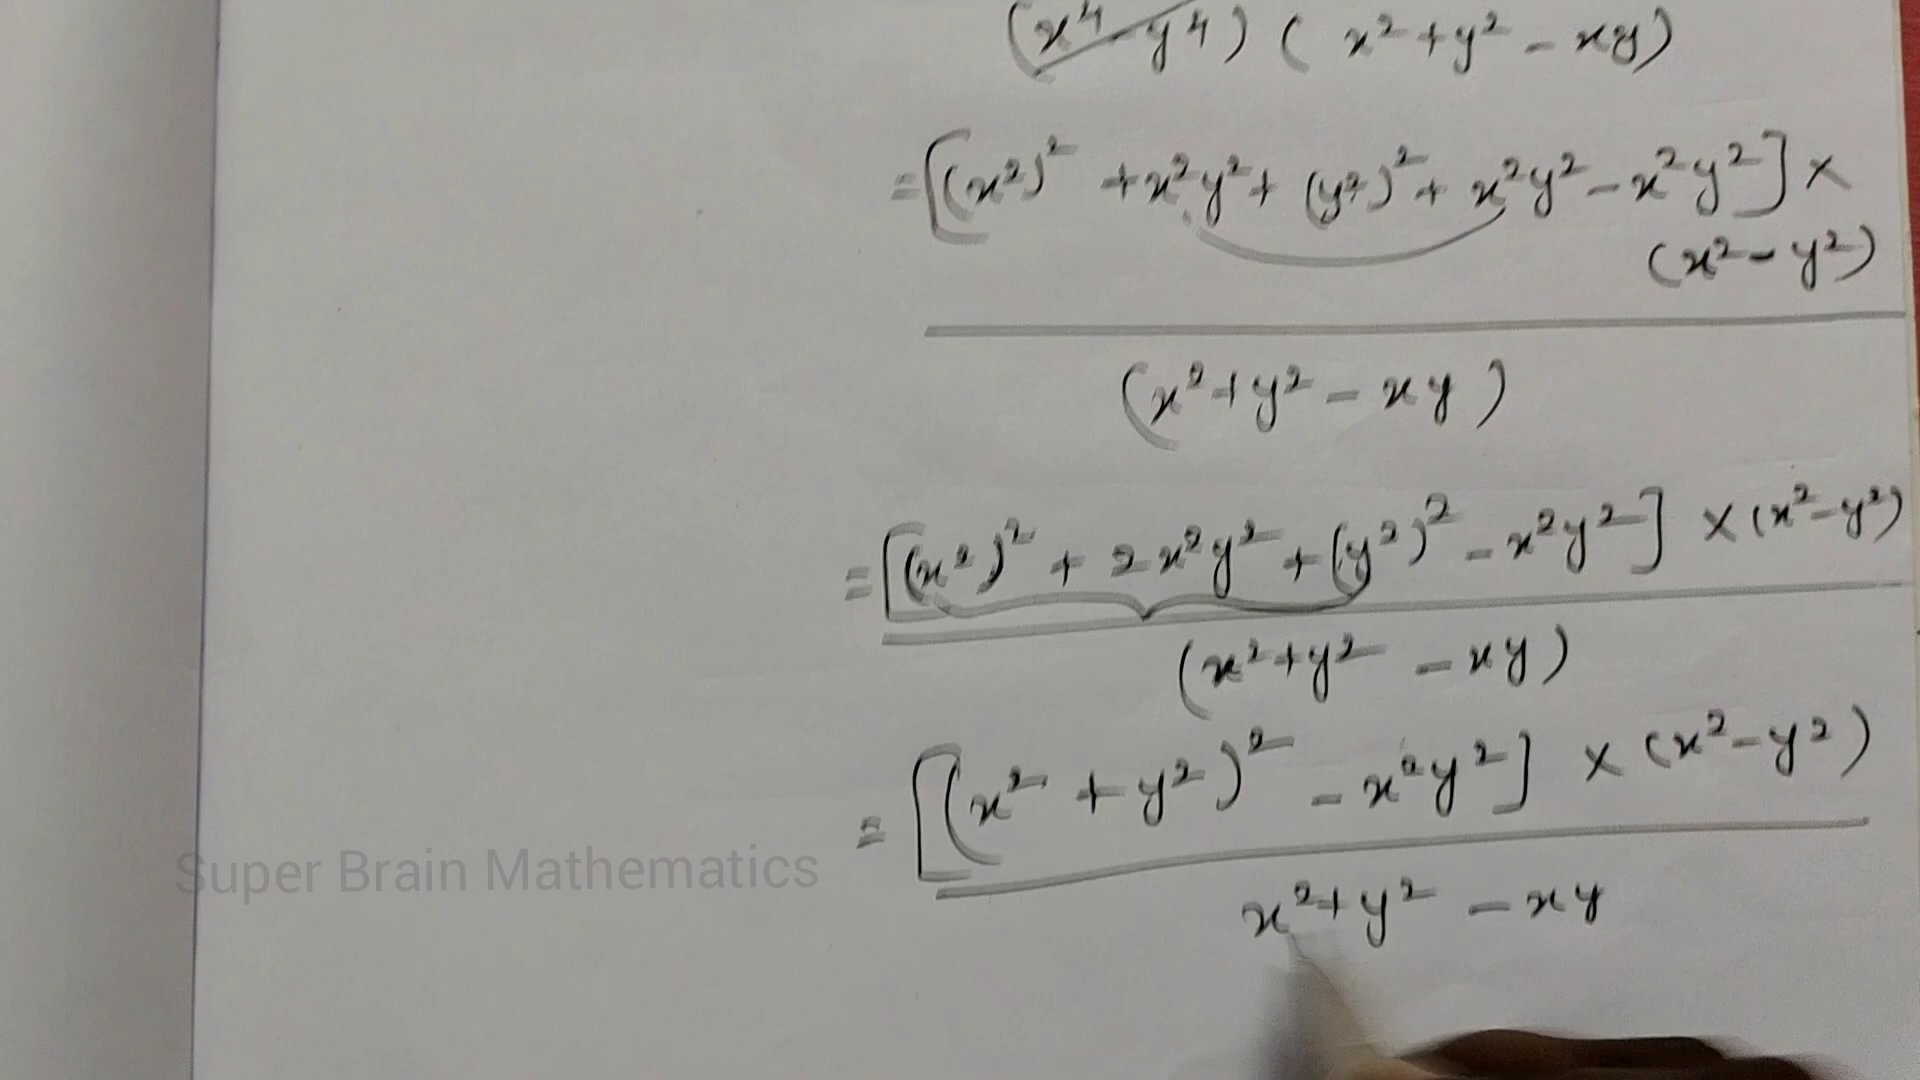 (x⁴-y⁴) (x²+y²-xy)
= [(x²)² + x²y² + (y²)² + x²y² - x²y²] ×
(x²-y²)
(x²+y²-xy)
= [(x²)² + 2x²y² + (y²)² - x²y²] × (x²-y²)
(x²+y² - xy)
= [(x² + y²)² - x²y²] × (x²-y²)
x²+y² - xy
Super Brain Mathematics